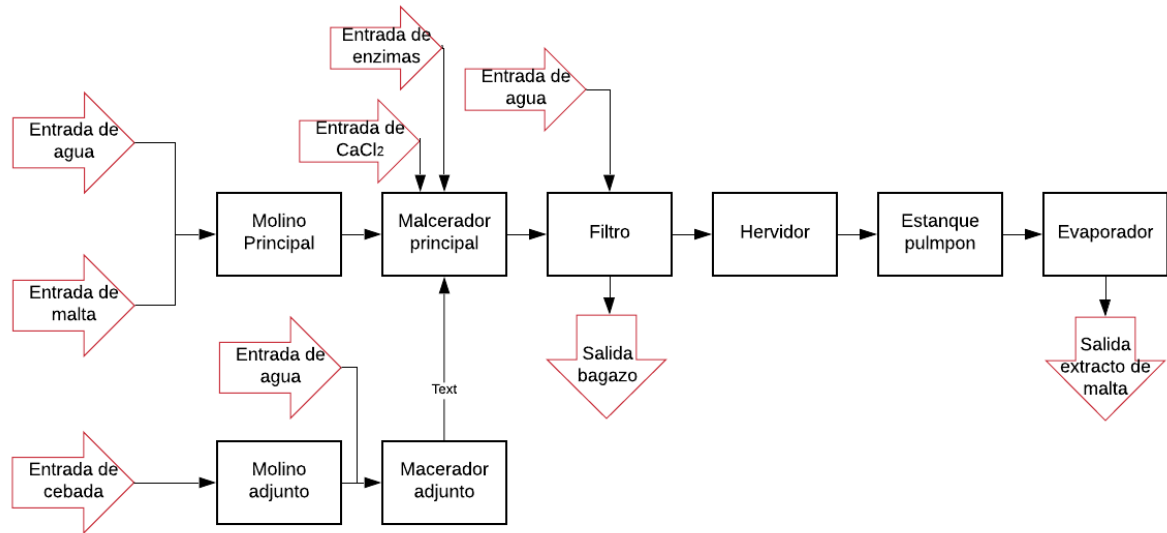 Entrada de
enzimas
Entrada de
agua
Entrada de
agua
Entrada de
CaCl2
Molino
Principal
Malcerador
principal
Filtro
Hervidor
Estanque
pulmpon
Evaporador
Entrada de
malta
Entrada de
agua
Salida
bagazo
Salida
extracto de
malta
Text
Entrada de
cebada
Molino
adjunto
Macerador
adjunto